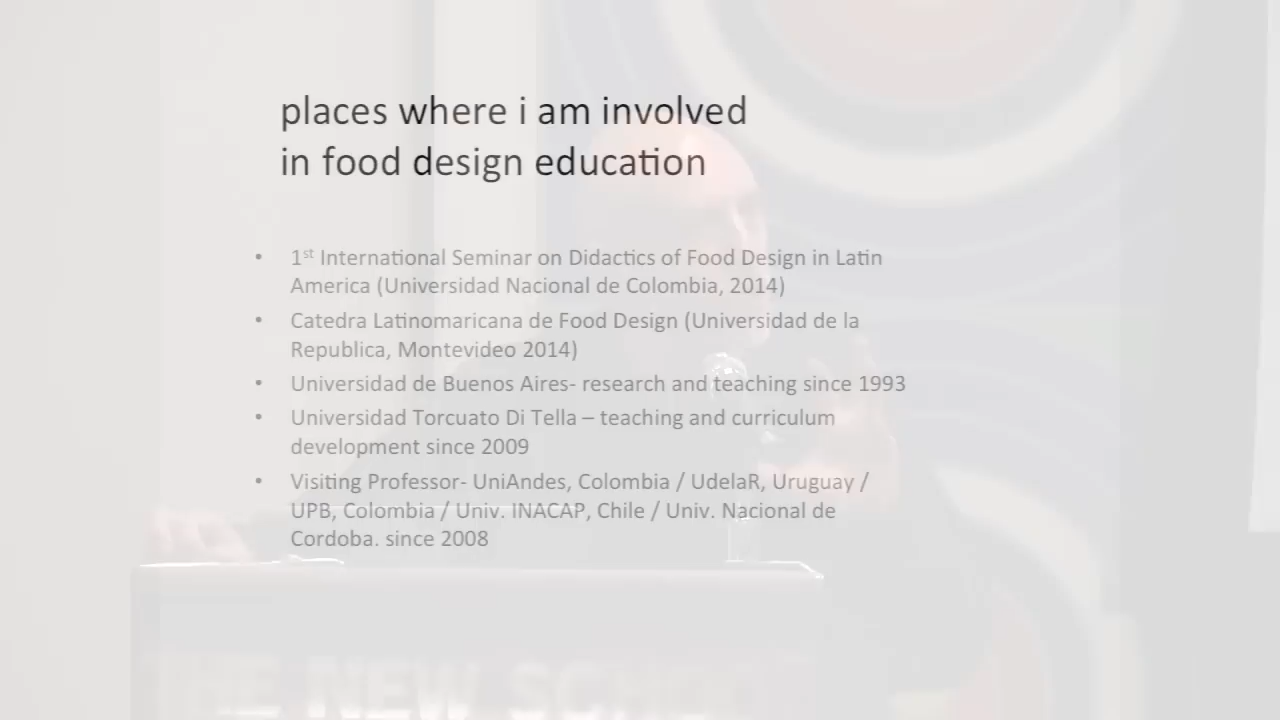 places where i am involved
in food design education
• 1st International Seminar on Didactics of Food Design in Latin
America (Universidad Nacional de Colombia, 2014)
• Catedra Latinomaricana de Food Design (Universidad de la
Republica, Montevideo 2014)
• Universidad de Buenos Aires- research and teaching since 1993
• Universidad Torcuato Di Tella – teaching and curriculum
development since 2009
• Visiting Professor- UniAndes, Colombia / UdelaR, Uruguay /
UPB, Colombia / Univ. INACAP, Chile / Univ. Nacional de
Cordoba. since 2008
HE NEW SCHOO